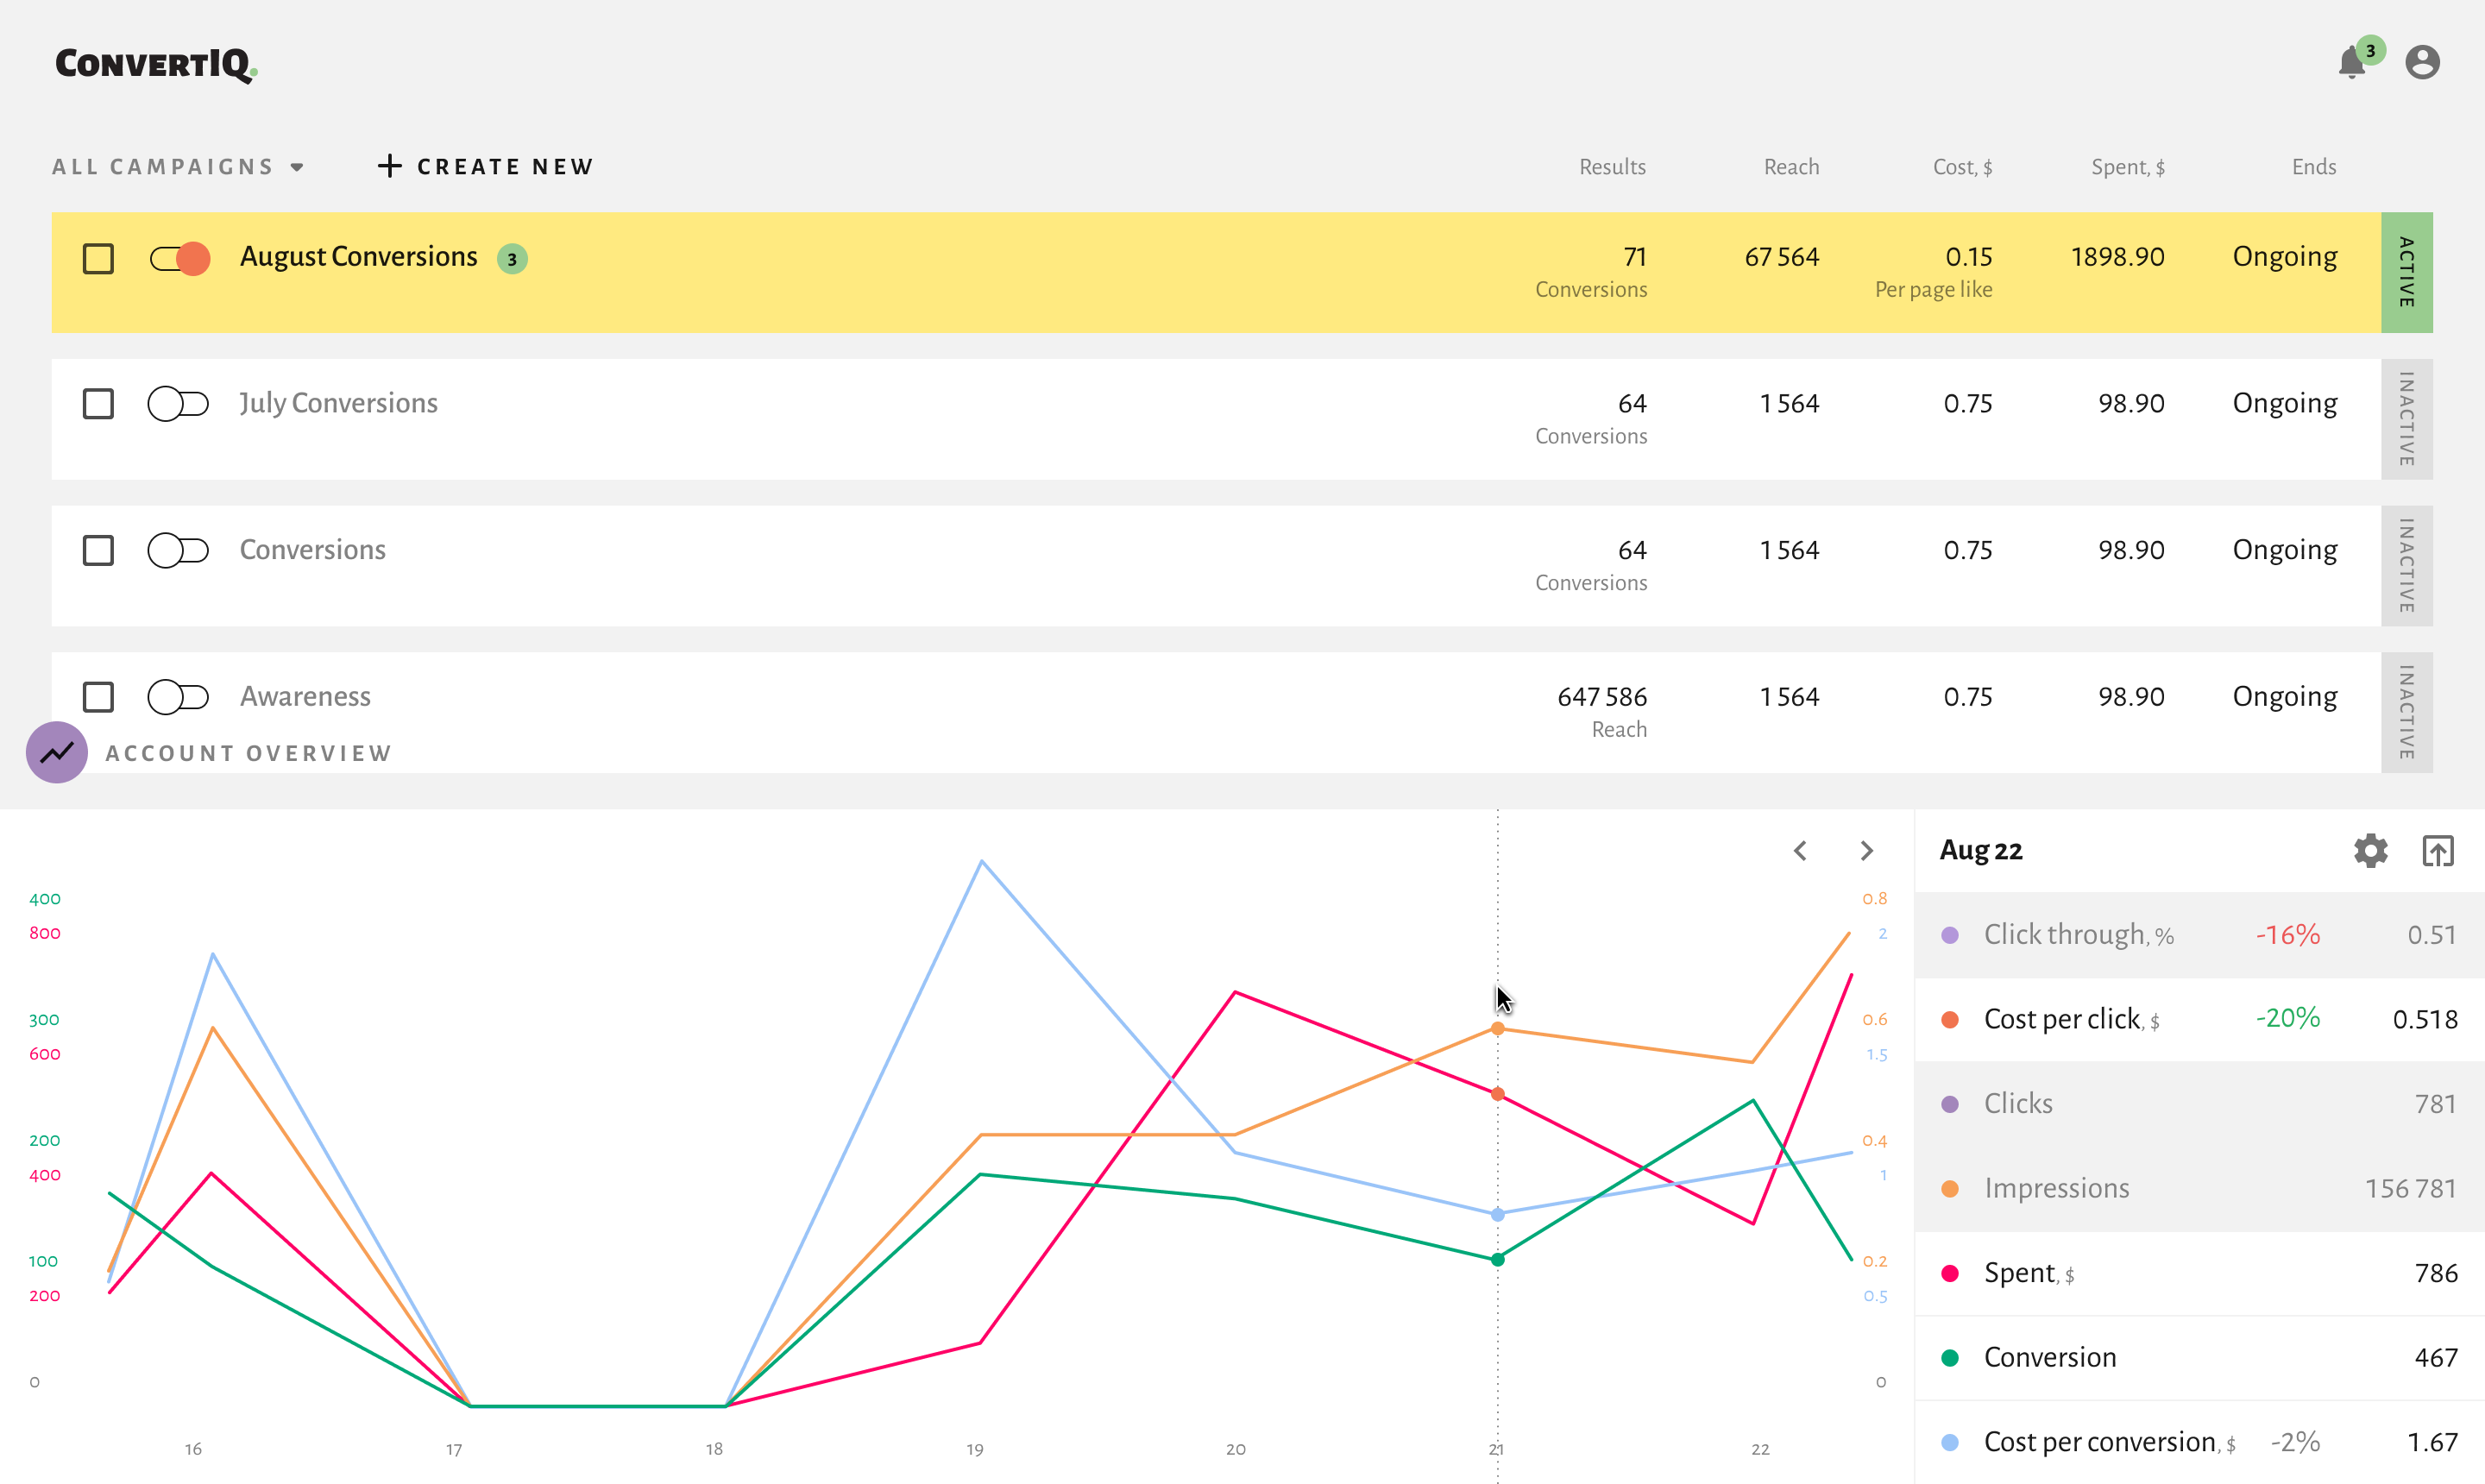 CONVERTIQ.
3
ALL CAMPAIGNS + CREATE NEW Results Reach Cost, $ Spent, $ Ends
August Conversions 3 71 67 564 0.15 1898.90 Ongoing ACTIVE
Conversions Per page like
July Conversions 64 1 564 0.75 98.90 Ongoing INACTIVE
Conversions
Conversions 64 1 564 0.75 98.90 Ongoing INACTIVE
Conversions
Awareness 647 586 1 564 0.75 98.90 Ongoing INACTIVE
Reach
ACCOUNT OVERVIEW
400
800
300
600
200
400
100
200
0
0.8
2
0.6
1.5
0.4
1
0.2
0.5
0
16 17 18 19 20 21 22
Aug 22
Click through, % -16% 0.51
Cost per click, $ -20% 0.518
Clicks 781
Impressions 156 781
Spent, $ 786
Conversion 467
Cost per conversion, $ -2% 1.67